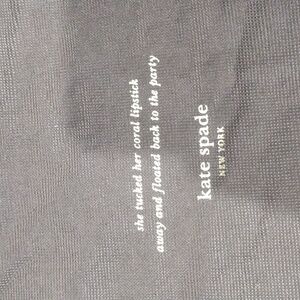 she tucked her coral lipstick
away and floated back to the party
kate spade
NEW YORK